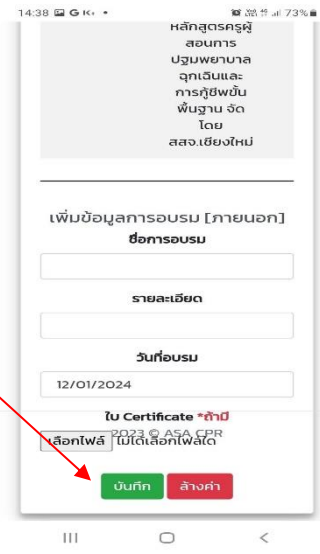 14:38 G K+ • 73%
หลักสูตรครูผู้
สอนการ
ปฐมพยาบาล
ฉุกเฉินและ
การกู้ชีพขั้น
พื้นฐาน จัด
โดย
สสจ.เชียงใหม่
เพิ่มข้อมูลการอบรม [ภายนอก]
ชื่อการอบรม
รายละเอียด
วันที่อบรม
12/01/2024
ใบ Certificate *ถ้ามี
2023 © ASA CPR
เลือกไฟล์ ไม่ได้เลือกไฟล์ใด
บันทึก ล้างค่า